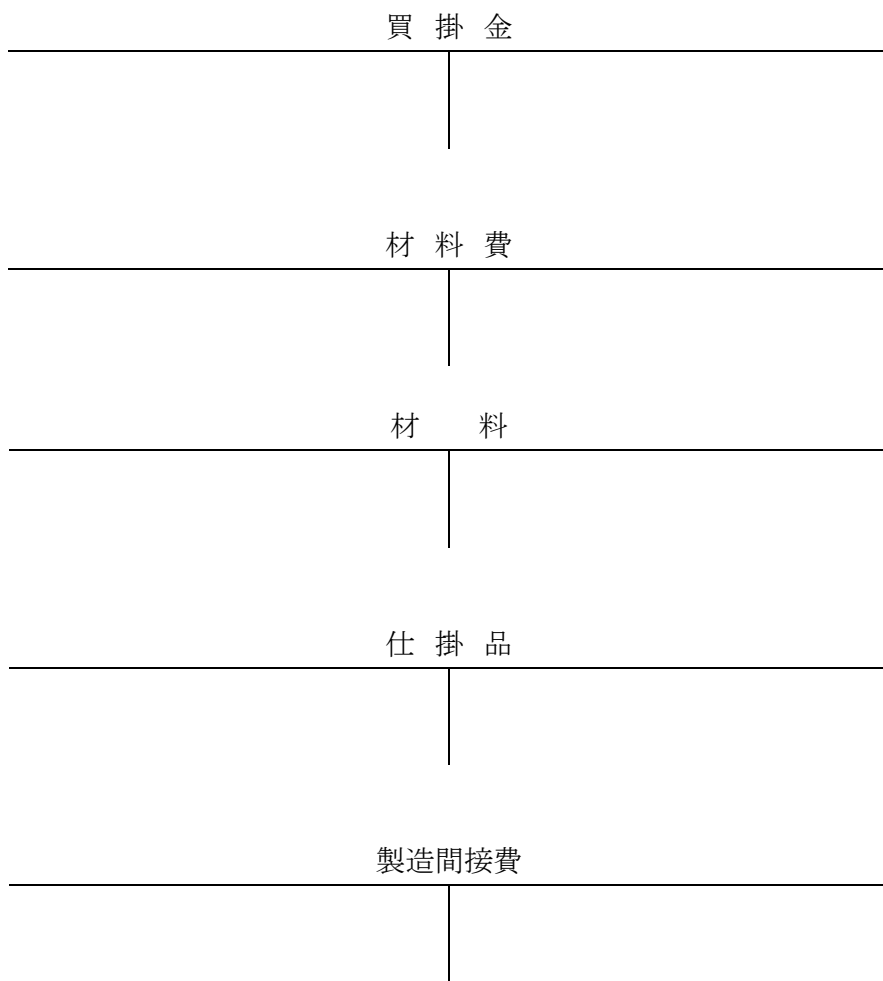 買 掛 金
材 料 費
材 料
仕 掛 品
製造間接費